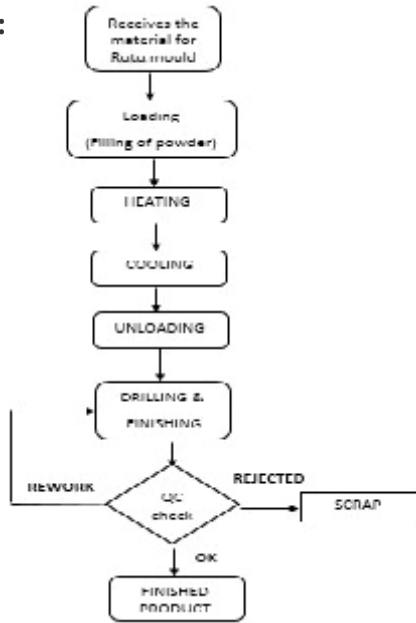 :
Receives the
material for
Roto mould
Loading
(Filling of powder)
HEATING
COOLING
UNLOADING
DRILLING &
FINISHING
REWORK
QC
check
REJECTED
SCRAP
OK
FINISHED
PRODUCT